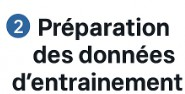 2 Préparation
des données
d’entrainement